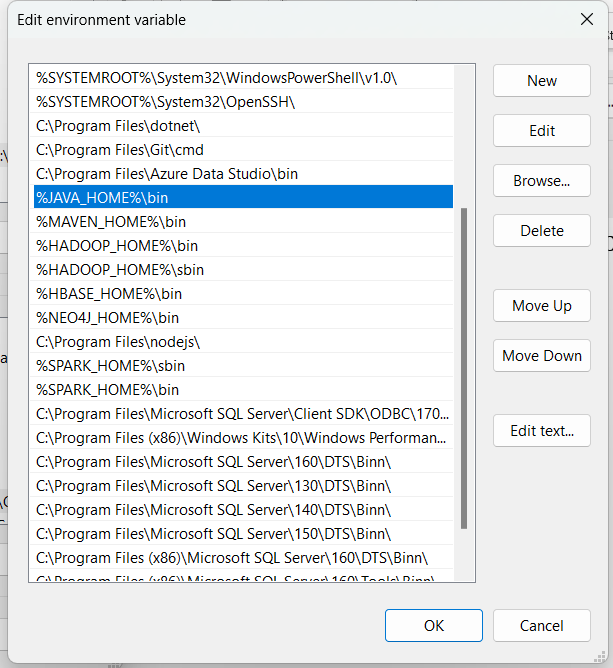 Edit environment variable
%SYSTEMROOT%\System32\WindowsPowerShell\v1.0\
%SYSTEMROOT%\System32\OpenSSH\
C:\Program Files\dotnet\
C:\Program Files\Git\cmd
C:\Program Files\Azure Data Studio\bin
%JAVA_HOME%\bin
%MAVEN_HOME%\bin
%HADOOP_HOME%\bin
%HADOOP_HOME%\sbin
%HBASE_HOME%\bin
%NEO4J_HOME%\bin
C:\Program Files\nodejs\
%SPARK_HOME%\sbin
%SPARK_HOME%\bin
C:\Program Files\Microsoft SQL Server\Client SDK\ODBC\170...
C:\Program Files (x86)\Windows Kits\10\Windows Performan...
C:\Program Files\Microsoft SQL Server\160\DTS\Binn\
C:\Program Files\Microsoft SQL Server\130\DTS\Binn\
C:\Program Files\Microsoft SQL Server\140\DTS\Binn\
C:\Program Files\Microsoft SQL Server\150\DTS\Binn\
C:\Program Files (x86)\Microsoft SQL Server\160\DTS\Binn\
C:\Program Files (x86)\Microsoft SQL Server\160\Tools\Binn\
New
Edit
Browse...
Delete
Move Up
Move Down
Edit text...
OK
Cancel